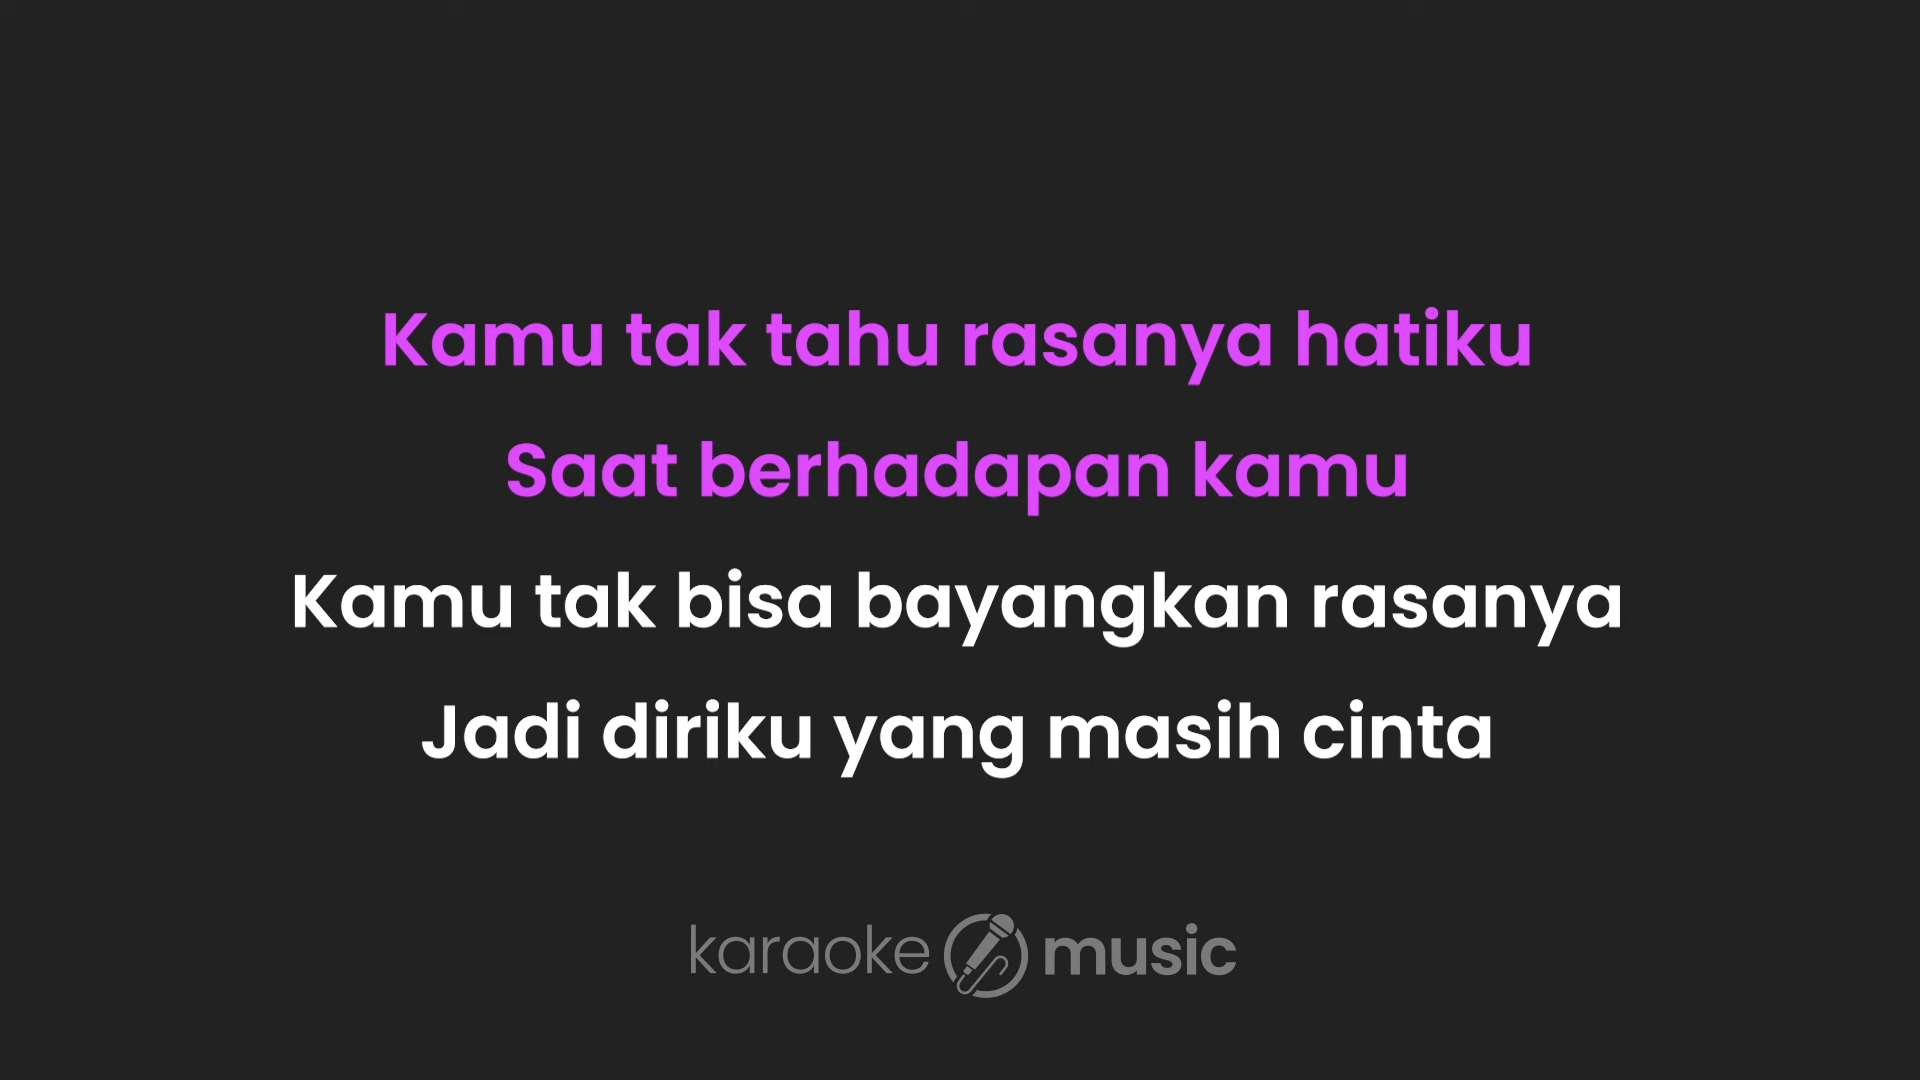 Kamu tak tahu rasanya hatiku
Saat berhadapan kamu
Kamu tak bisa bayangkan rasanya
Jadi diriku yang masih cinta
karaoke music